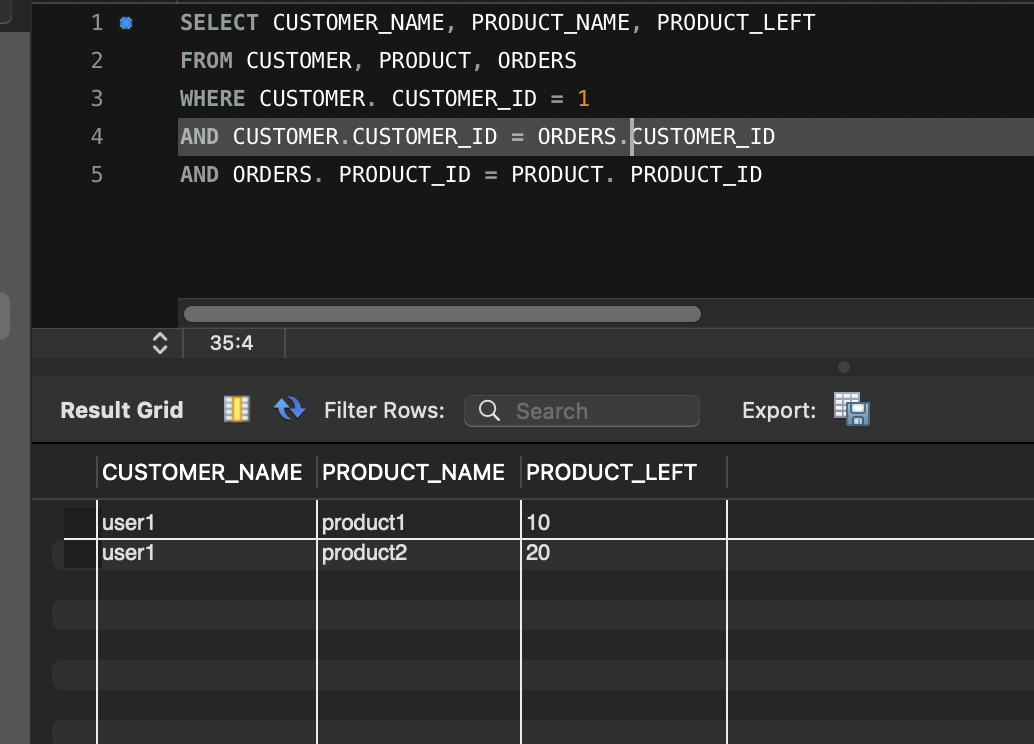 1 SELECT CUSTOMER_NAME, PRODUCT_NAME, PRODUCT_LEFT
2 FROM CUSTOMER, PRODUCT, ORDERS
3 WHERE CUSTOMER. CUSTOMER_ID = 1
4 AND CUSTOMER.CUSTOMER_ID = ORDERS.CUSTOMER_ID
5 AND ORDERS. PRODUCT_ID = PRODUCT. PRODUCT_ID
35:4
Result Grid Filter Rows: Search Export:
CUSTOMER_NAME PRODUCT_NAME PRODUCT_LEFT
user1 product1 10
user1 product2 20